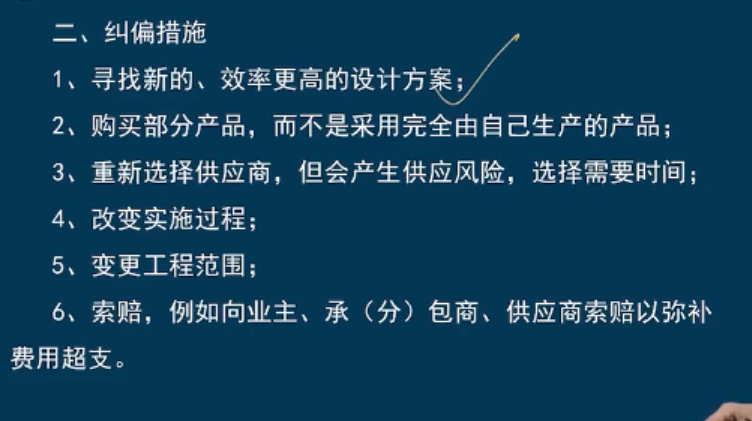 二、纠偏措施
1、寻找新的、效率更高的设计方案;
2、购买部分产品，而不是采用完全由自己生产的产品;
3、重新选择供应商，但会产生供应风险，选择需要时间;
4、改变实施过程;
5、变更工程范围;
6、索赔，例如向业主、承（分）包商、供应商索赔以弥补
费用超支。